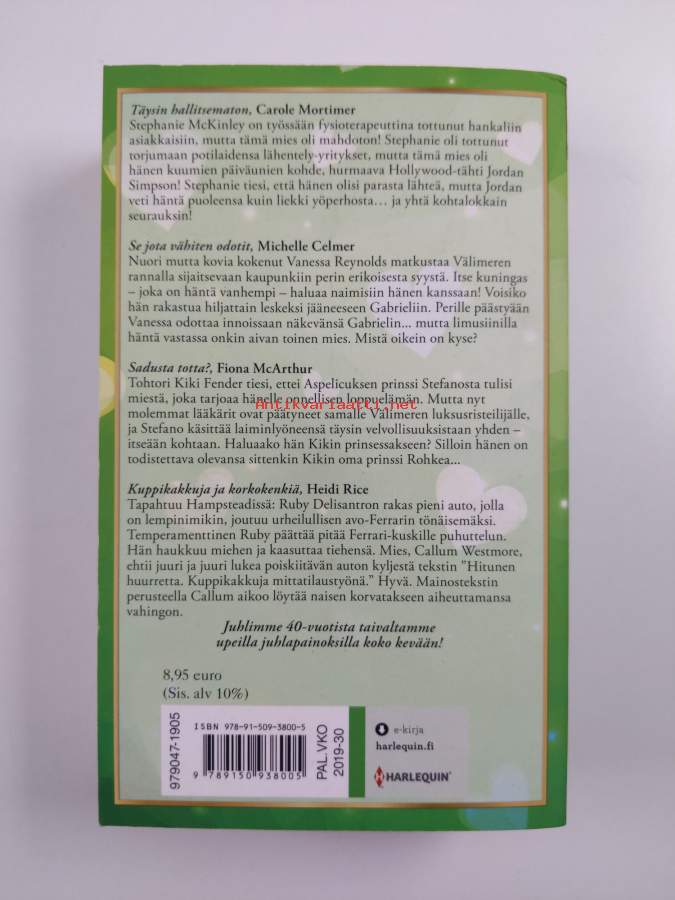 Täysin hallitsematon, Carole Mortimer
Stephanie McKinley on työssään fysioterapeuttina tottunut hankaliin
asiakkaisiin, mutta tämä mies oli mahdoton! Stephanie oli tottunut
torjumaan potilaidensa lähentely-yritykset, mutta tämä mies oli
hänen kuumien päiväunien kohde, hurmaava Hollywood-tähti Jordan
Simpson! Stephanie tiesi, että hänen olisi parasta lähteä, mutta Jordan
veti häntä puoleensa kuin liekki yöperhosta… ja yhtä kohtalokkain
seurauksin!
Se jota vähiten odotit, Michelle Celmer
Nuori mutta kovia kokenut Vanessa Reynolds matkustaa Välimeren
rannalla sijaitsevaan kaupunkiin perin erikoisesta syystä. Itse kuningas
– joka on häntä vanhempi – haluaa naimisiin hänen kanssaan! Voisiko
hän rakastua hiljattain leskeksi jääneeseen Gabrieliin. Perille päästyään
Vanessa odottaa innoissaan näkevänsä Gabrielin... mutta limusiinilla
häntä vastassa onkin aivan toinen mies. Mistä oikein on kyse?
Sadusta totta?, Fiona McArthur
Tohtori Kiki Fender tiesi, ettei Aspelicuksen prinssi Stefanosta tulisi
miestä, joka tarjoaa hänelle onnellisen loppuelämän. Mutta nyt
Antikvariaatti.net
molemmat lääkärit ovat päätyneet samalle Välimeren luksusristeilijälle,
ja Stefano käsittää laiminlyöneensä täysin velvollisuuksistaan yhden –
itseään kohtaan. Haluaako hän Kikin prinsessakseen? Silloin hänen on
todistettava olevansa sittenkin Kikin oma prinssi Rohkea...
Kuppikakkuja ja korkokenkiä, Heidi Rice
Tapahtuu Hampsteadissä: Ruby Delisantron rakas pieni auto, jolla
on lempinimikin, joutuu urheilullisen avo-Ferrarin tönäisemäksi.
Temperamenttinen Ruby päättää pitää Ferrari-kuskille puhuttelun.
Hän haukkuu miehen ja kaasuttaa tiehensä. Mies, Callum Westmore,
ehtii juuri ja juuri lukea poiskiitävän auton kyljestä tekstin ”Hitunen
huurretta. Kuppikakkuja mittatilaustyönä.” Hyvä. Mainostekstin
perusteella Callum aikoo löytää naisen korvatakseen aiheuttamansa
vahingon.
Juhlimme 40-vuotista taivaltamme
upeilla juhlapainoksilla koko kevään!
8,95 euro
(Sis. alv 10%)
979047-1905
ISBN 978-91-509-3800-5
9 789150 938005
PAL.VKO
2019-30
e-kirja
harlequin.fi
HARLEQUIN